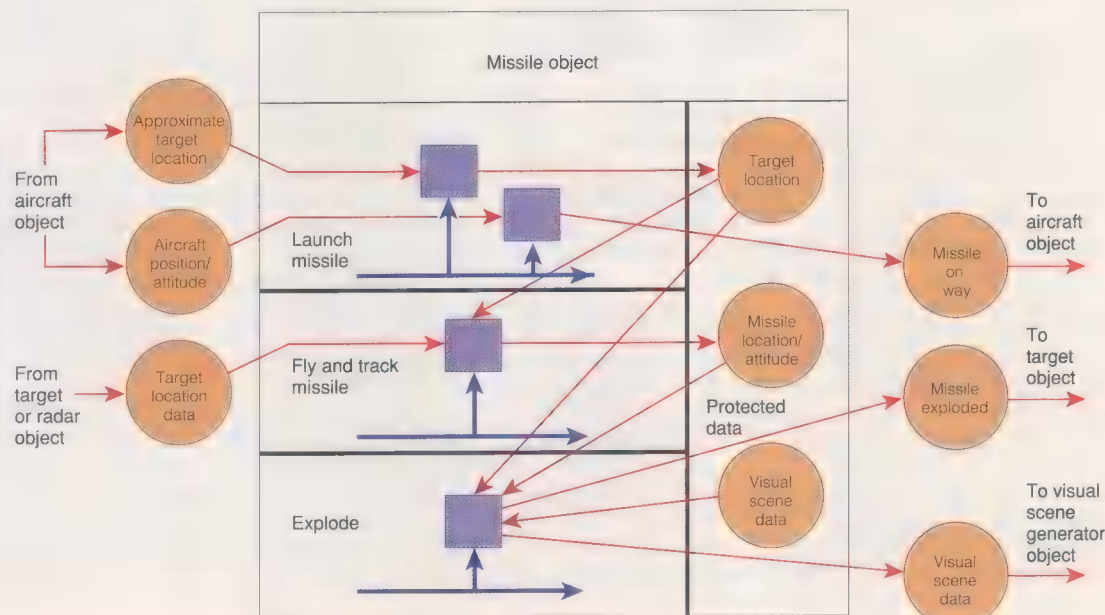 Missile object
Approximate
target
location
From
aircraft
object
Aircraft
position/
attitude
Launch
missile
Target
location
To
aircraft
object
Missile
on
way
From
target
or radar
object
Target
location
data
Fly and track
missile
Missile
location/
attitude
Protected
data
To
target
object
Missile
exploded
Explode
Visual
scene
data
To visual
scene
generator
object
Visual
scene
data